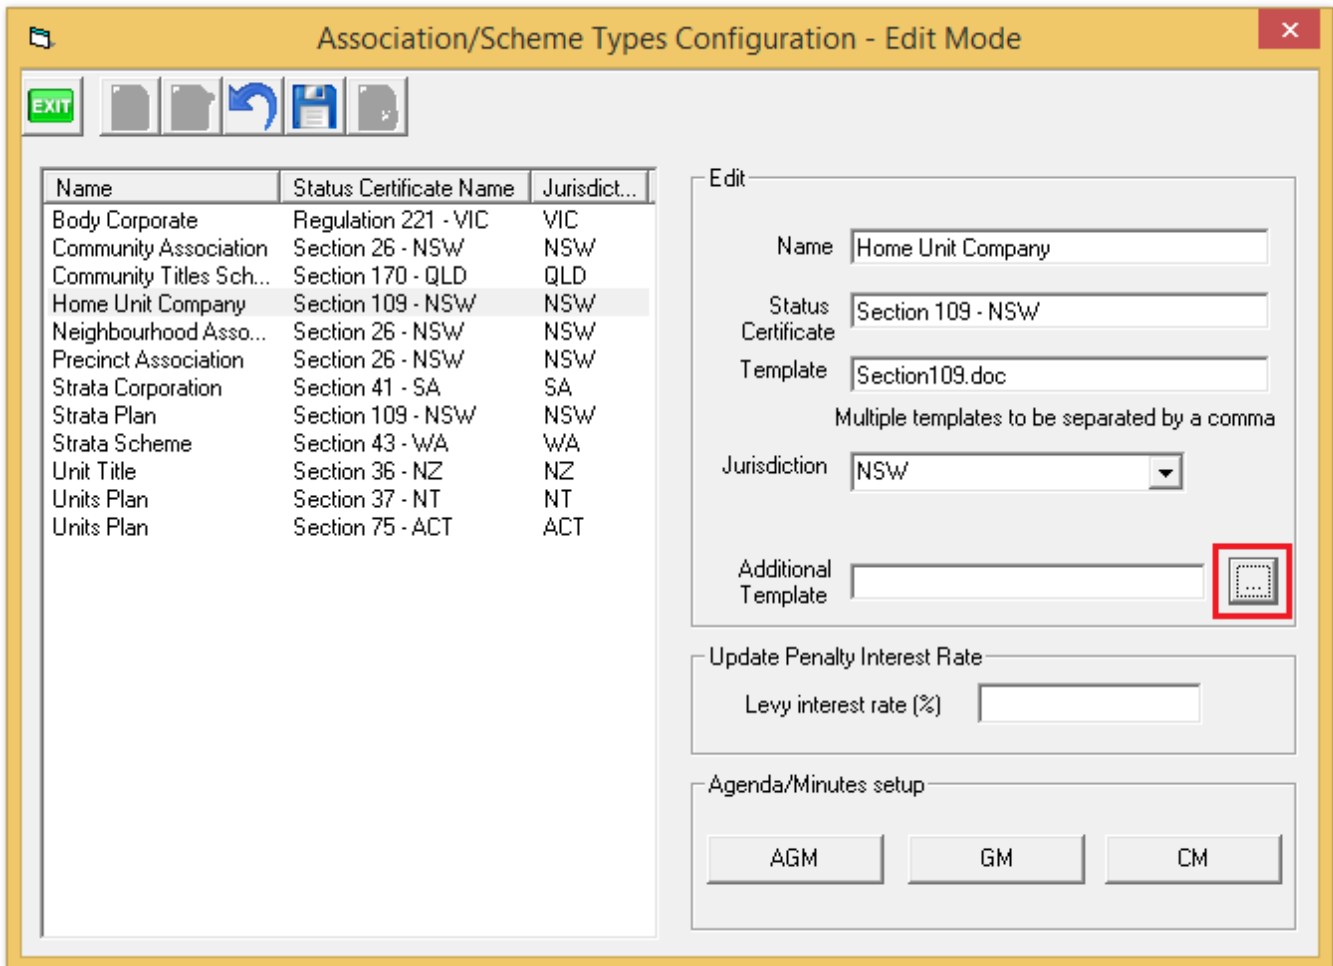 Association/Scheme Types Configuration - Edit Mode
EXIT
Name Status Certificate Name Jurisdict...
Body Corporate Regulation 221 - VIC VIC
Community Association Section 26 - NSW NSW
Community Titles Sch... Section 170 - QLD QLD
Home Unit Company Section 109 - NSW NSW
Neighbourhood Asso... Section 26 - NSW NSW
Precinct Association Section 26 - NSW NSW
Strata Corporation Section 41 - SA SA
Strata Plan Section 109 - NSW NSW
Strata Scheme Section 43 - WA WA
Unit Title Section 36 - NZ NZ
Units Plan Section 37 - NT NT
Units Plan Section 75 - ACT ACT
Edit
Name Home Unit Company
Status Certificate Section 109 - NSW
Template Section109.doc
Multiple templates to be separated by a comma
Jurisdiction NSW
Additional Template ...
Update Penalty Interest Rate
Levy interest rate (%)
Agenda/Minutes setup
AGM GM CM